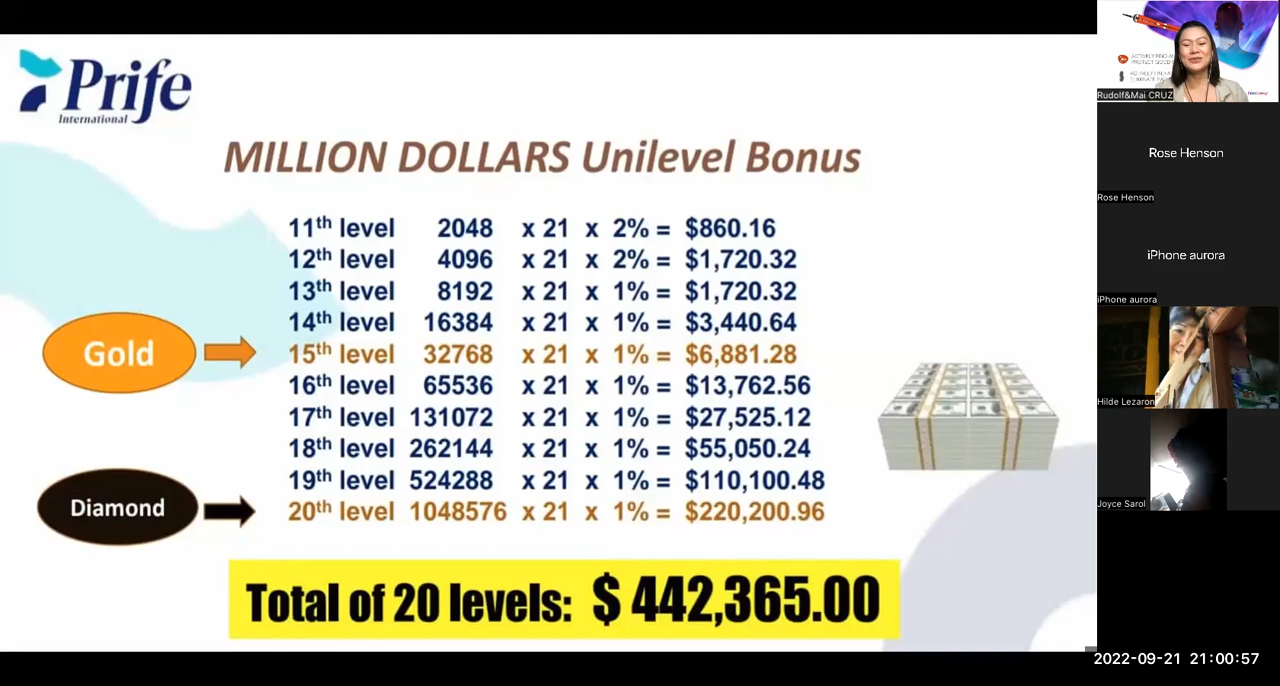 Prife
International
MILLION DOLLARS Unilevel Bonus
11th level 2048 x 21 x 2% = $860.16
12th level 4096 x 21 x 2% = $1,720.32
13th level 8192 x 21 x 1% = $1,720.32
14th level 16384 x 21 x 1% = $3,440.64
15th level 32768 x 21 x 1% = $6,881.28
16th level 65536 x 21 x 1% = $13,762.56
17th level 131072 x 21 x 1% = $27,525.12
18th level 262144 x 21 x 1% = $55,050.24
19th level 524288 x 21 x 1% = $110,100.48
20th level 1048576 x 21 x 1% = $220,200.96
Gold
Diamond
Total of 20 levels: $ 442,365.00
Rudolf&Mai CRUZ
Rose Henson
Rose Henson
iPhone aurora
iPhone aurora
Hilde Lezaron
Joyce Sarol
2022-09-21 21:00:57